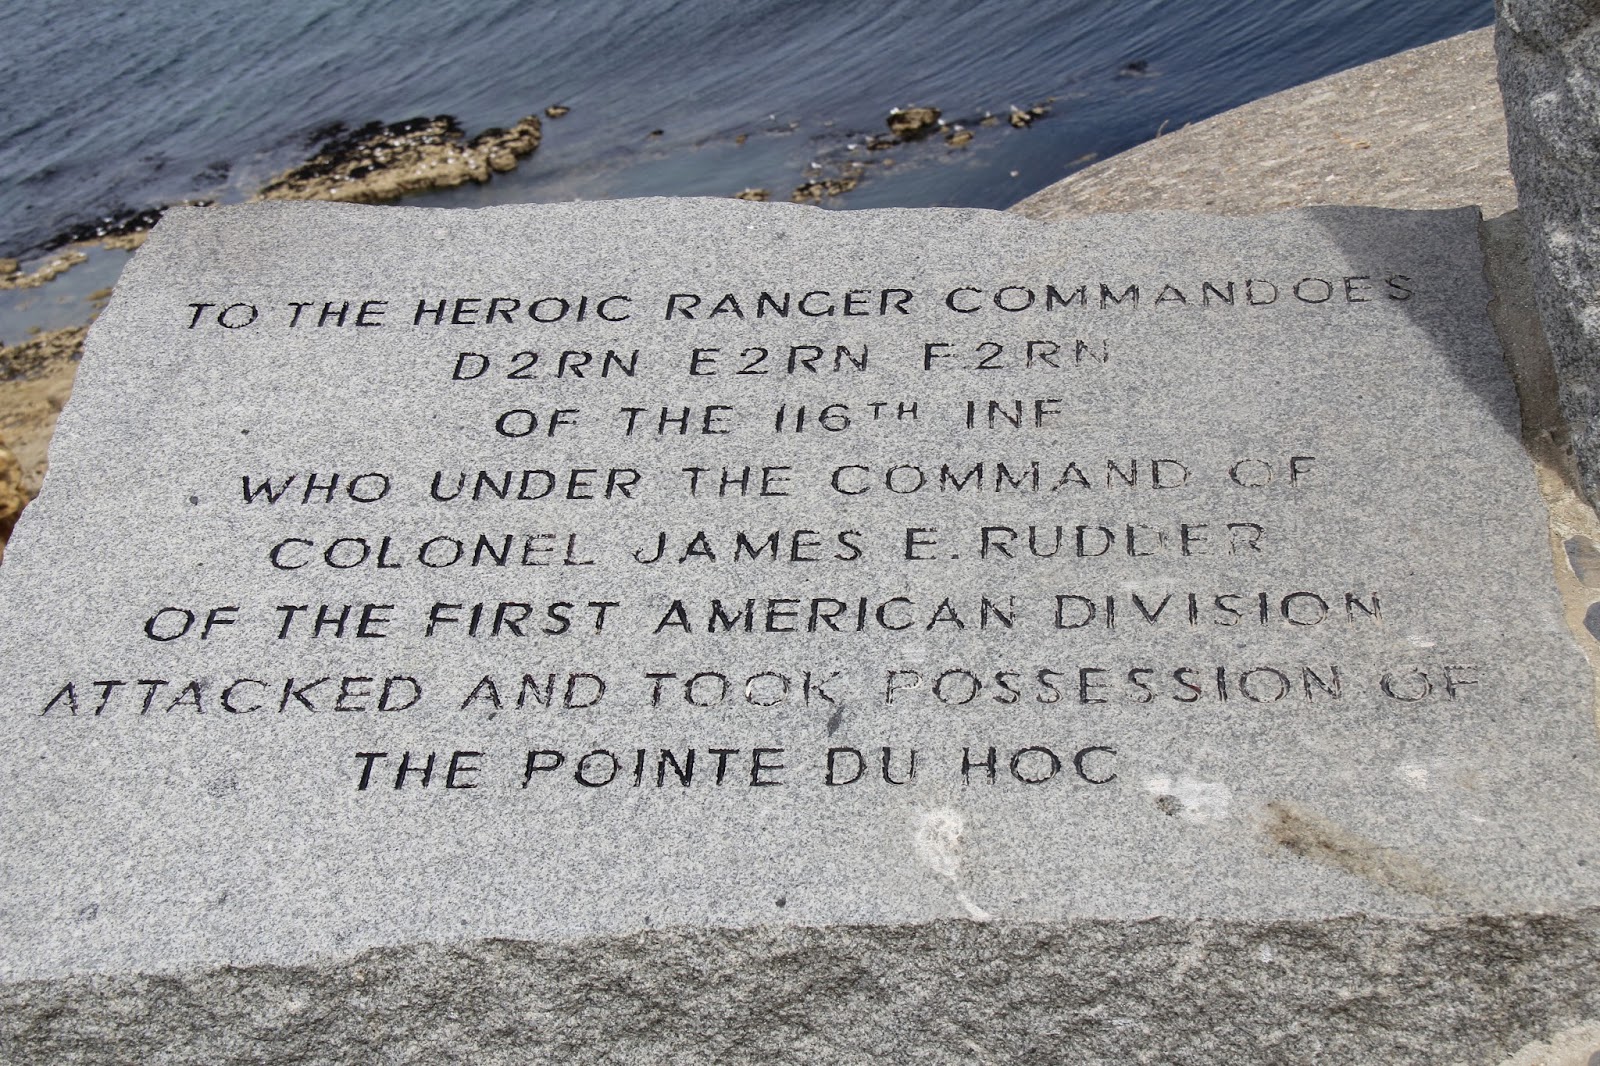 TO THE HEROIC RANGER COMMANDOES
D2RN E2RN F2RN
OF THE 116TH INF
WHO UNDER THE COMMAND OF
COLONEL JAMES E. RUDDER
OF THE FIRST AMERICAN DIVISION
ATTACKED AND TOOK POSSESSION OF
THE POINTE DU HOC